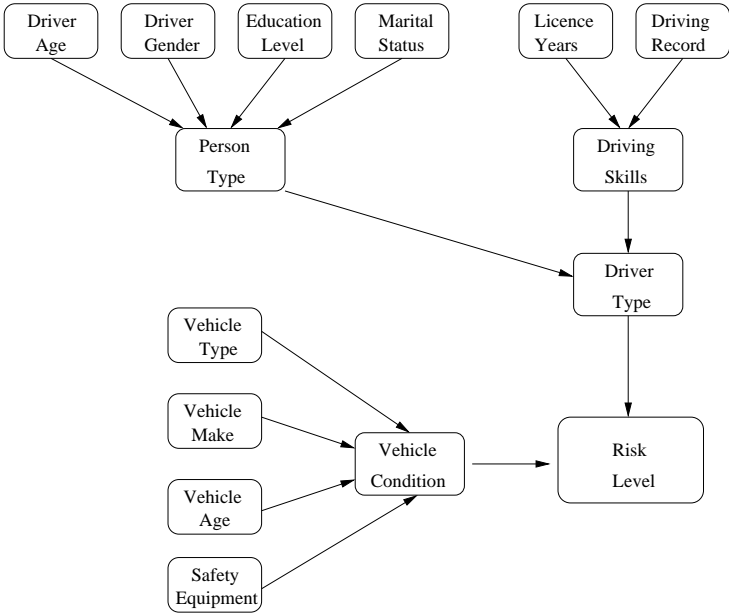 Driver
Age
Driver
Gender
Education
Level
Marital
Status
Licence
Years
Driving
Record
Person
Type
Driving
Skills
Driver
Type
Vehicle
Type
Vehicle
Make
Vehicle
Condition
Risk
Level
Vehicle
Age
Safety
Equipment